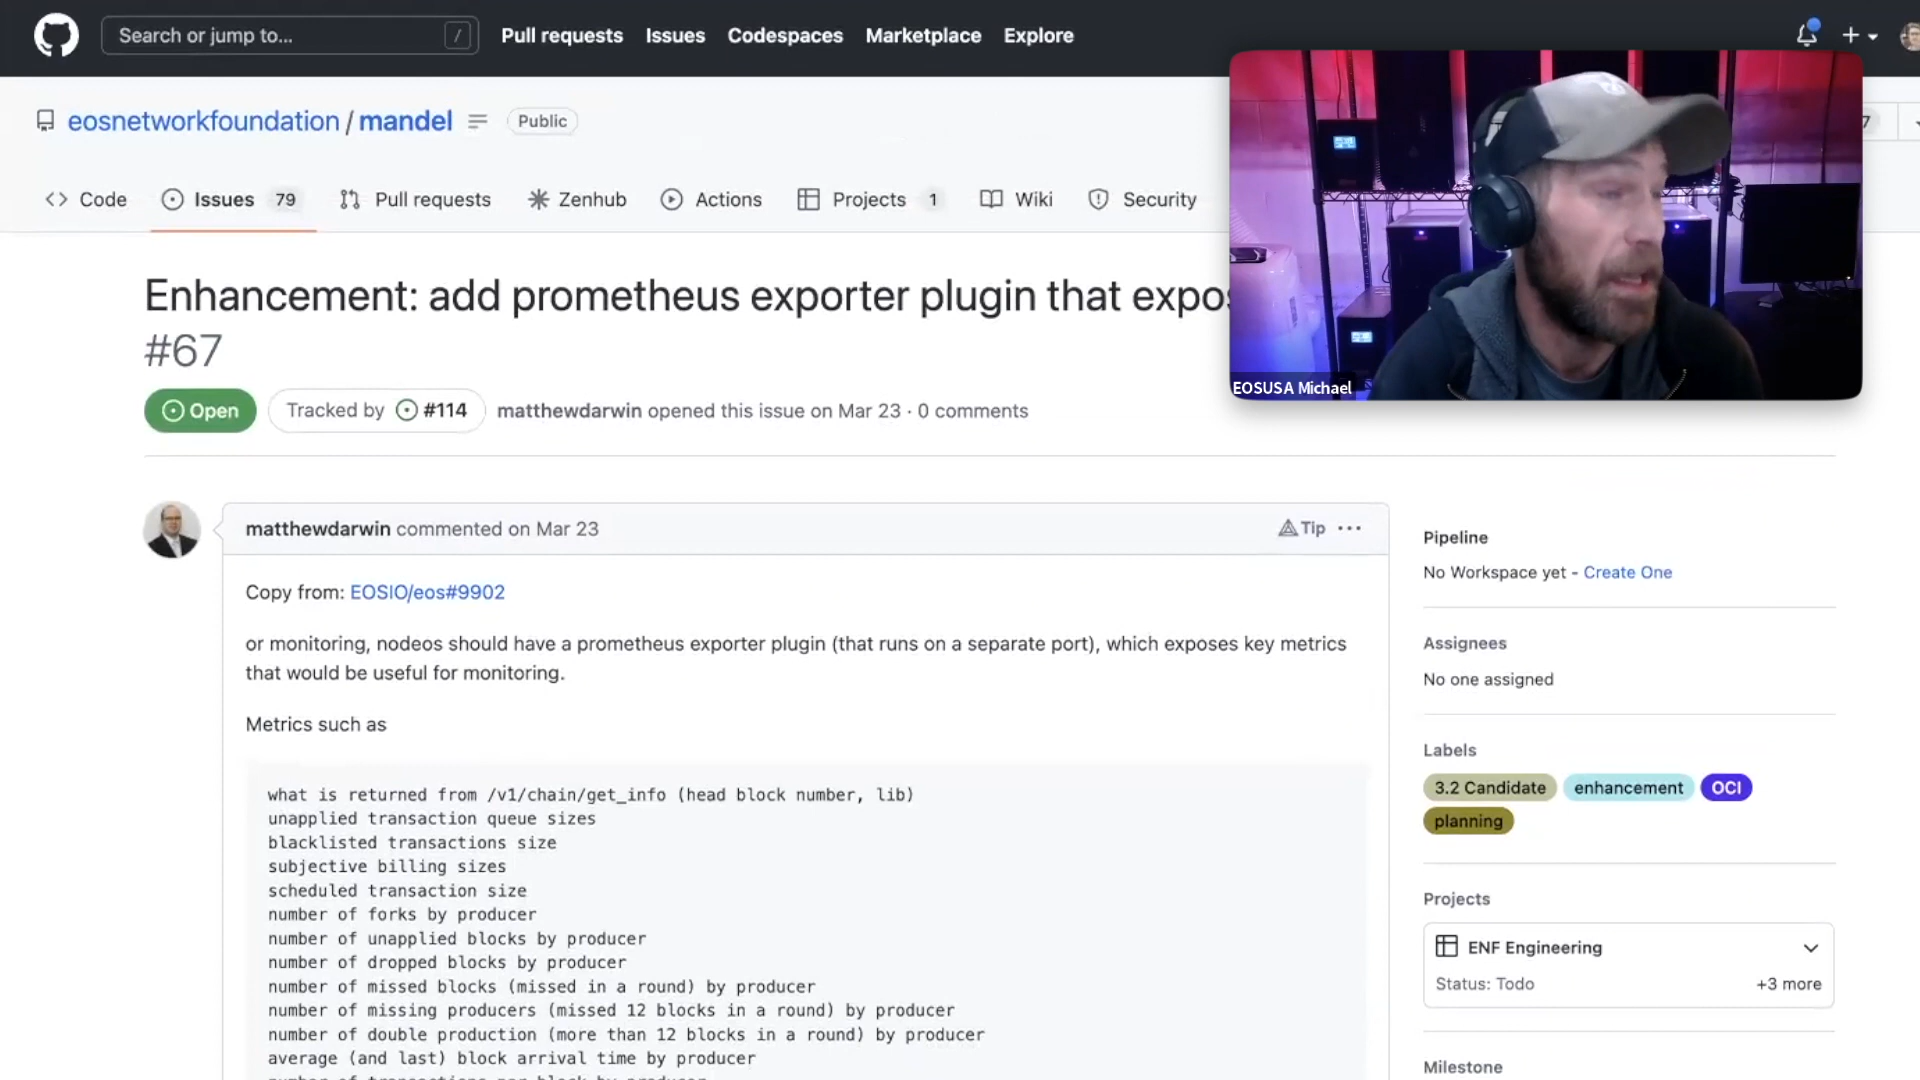 Search or jump to...
/
Pull requests
Issues
Codespaces
Marketplace
Explore
eosnetworkfoundation / mandel
Public
7
Code
Issues 79
Pull requests
Zenhub
Actions
Projects 1
Wiki
Security
Enhancement: add prometheus exporter plugin that
#67
Open
Tracked by #114
matthewdarwin opened this issue on Mar 23 · 0 comments
EOSUSA Michael
matthewdarwin commented on Mar 23
Tip
Copy from: EOSIO/eos#9902
or monitoring, nodeos should have a prometheus exporter plugin (that runs on a separate port), which exposes key metrics
that would be useful for monitoring.
Metrics such as
what is returned from /v1/chain/get_info (head block number, lib)
unapplied transaction queue sizes
blacklisted transactions size
subjective billing sizes
scheduled transaction size
number of forks by producer
number of unapplied blocks by producer
number of dropped blocks by producer
number of missed blocks (missed in a round) by producer
number of missing producers (missed 12 blocks in a round) by producer
number of double production (more than 12 blocks in a round) by producer
average (and last) block arrival time by producer
Pipeline
No Workspace yet - Create One
Assignees
No one assigned
Labels
3.2 Candidate
enhancement
OCI
planning
Projects
ENF Engineering
Status: Todo
+3 more
Milestone